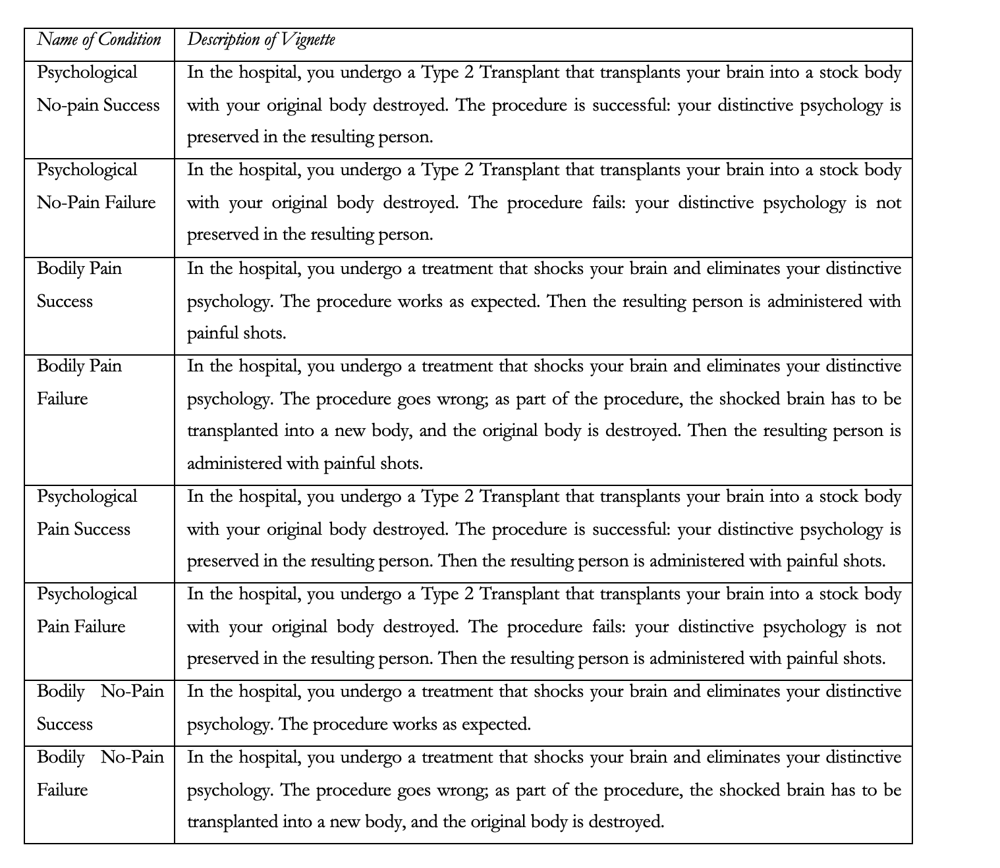 Name of Condition
Description of Vignette
Psychological
No-pain Success
In the hospital, you undergo a Type 2 Transplant that transplants your brain into a stock body
with your original body destroyed. The procedure is successful: your distinctive psychology is
preserved in the resulting person.
Psychological
No-Pain Failure
In the hospital, you undergo a Type 2 Transplant that transplants your brain into a stock body
with your original body destroyed. The procedure fails: your distinctive psychology is not
preserved in the resulting person.
Bodily Pain
Success
In the hospital, you undergo a treatment that shocks your brain and eliminates your distinctive
psychology. The procedure works as expected. Then the resulting person is administered with
painful shots.
Bodily Pain
Failure
In the hospital, you undergo a treatment that shocks your brain and eliminates your distinctive
psychology. The procedure goes wrong; as part of the procedure, the shocked brain has to be
transplanted into a new body, and the original body is destroyed. Then the resulting person is
administered with painful shots.
Psychological
Pain Success
In the hospital, you undergo a Type 2 Transplant that transplants your brain into a stock body
with your original body destroyed. The procedure is successful: your distinctive psychology is
preserved in the resulting person. Then the resulting person is administered with painful shots.
Psychological
Pain Failure
In the hospital, you undergo a Type 2 Transplant that transplants your brain into a stock body
with your original body destroyed. The procedure fails: your distinctive psychology is not
preserved in the resulting person. Then the resulting person is administered with painful shots.
Bodily No-Pain
Success
In the hospital, you undergo a treatment that shocks your brain and eliminates your distinctive
psychology. The procedure works as expected.
Bodily No-Pain
Failure
In the hospital, you undergo a treatment that shocks your brain and eliminates your distinctive
psychology. The procedure goes wrong; as part of the procedure, the shocked brain has to be
transplanted into a new body, and the original body is destroyed.